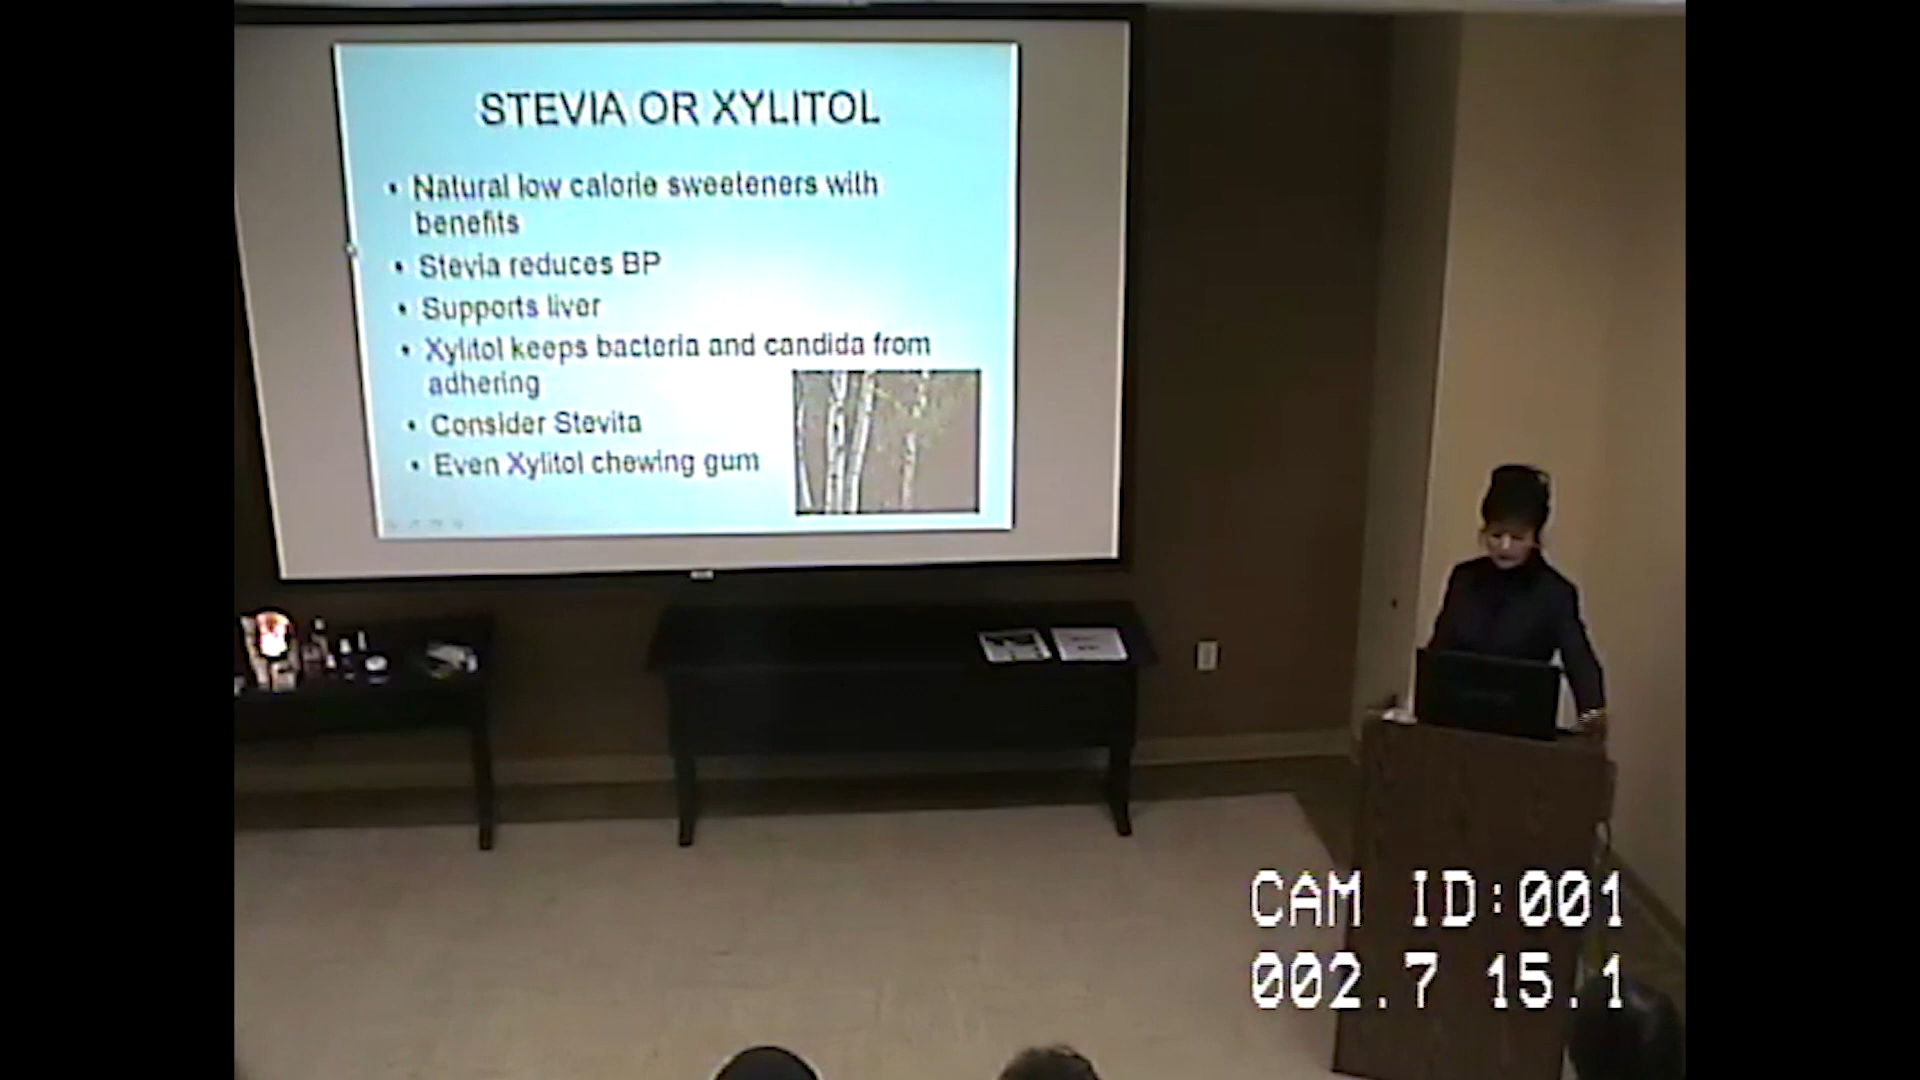 STEVIA OR XYLITOL
• Natural low calorie sweeteners with
benefits
• Stevia reduces BP
• Supports liver
• Xylitol keeps bacteria and candida from
adhering
• Consider Stevita
• Even Xylitol chewing gum
CAM ID:001
002.7 15.1